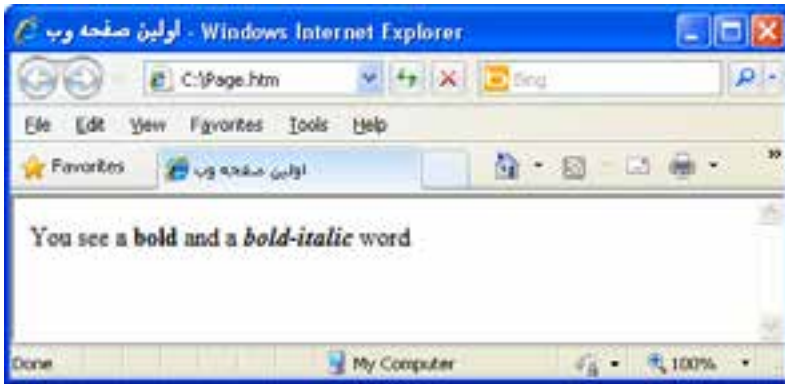 اولین صفحه وب - Windows Internet Explorer
C:\Page.htm Bing
File Edit View Favorites Tools Help
Favorites اولین صفحه وب
You see a bold and a bold-italic word
Done My Computer 100%